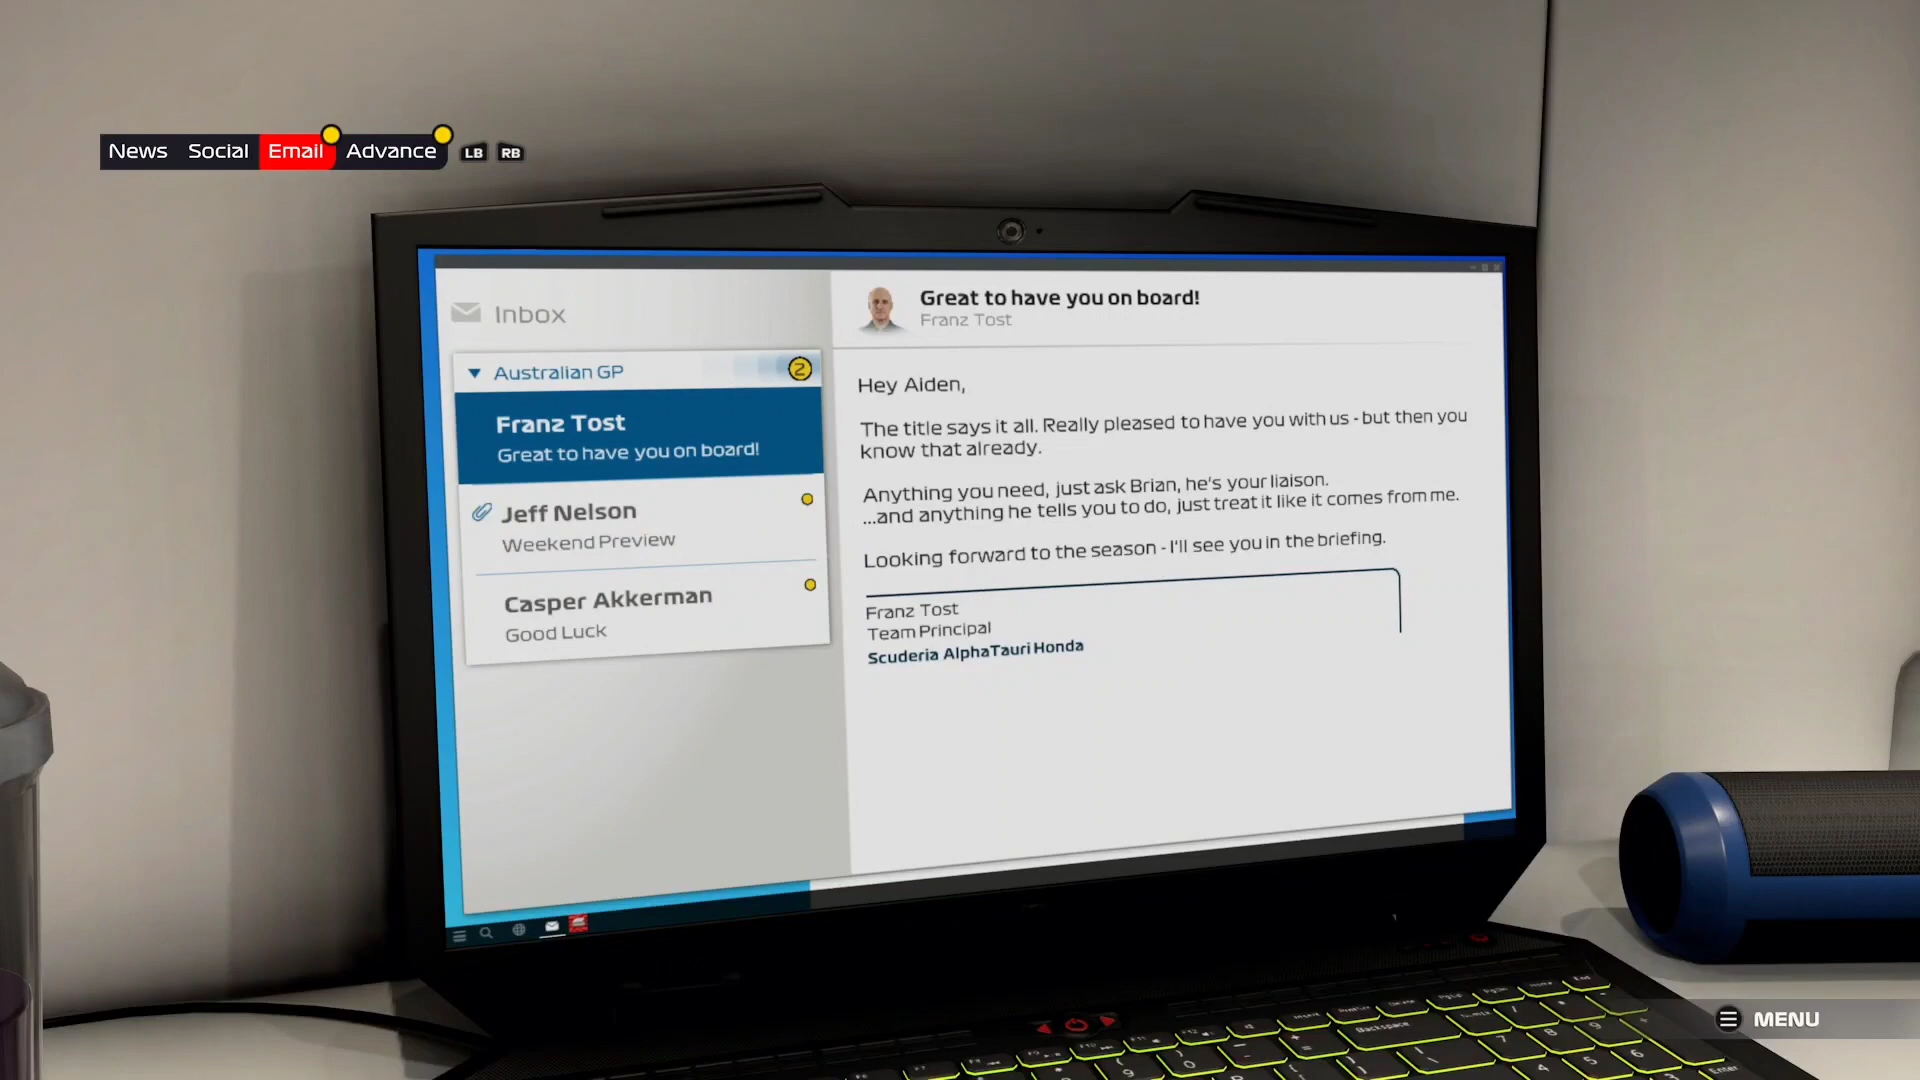 News Social Email Advance LB RB
Inbox
Australian GP 2
Franz Tost
Great to have you on board!
Jeff Nelson
Weekend Preview
Casper Akkerman
Good Luck
Great to have you on board!
Franz Tost
Hey Aiden,
The title says it all. Really pleased to have you with us - but then you
know that already.
Anything you need, just ask Brian, he's your liaison.
...and anything he tells you to do, just treat it like it comes from me.
Looking forward to the season - I'll see you in the briefing.
Franz Tost
Team Principal
Scuderia AlphaTauri Honda
Backspace
Enter
MENU